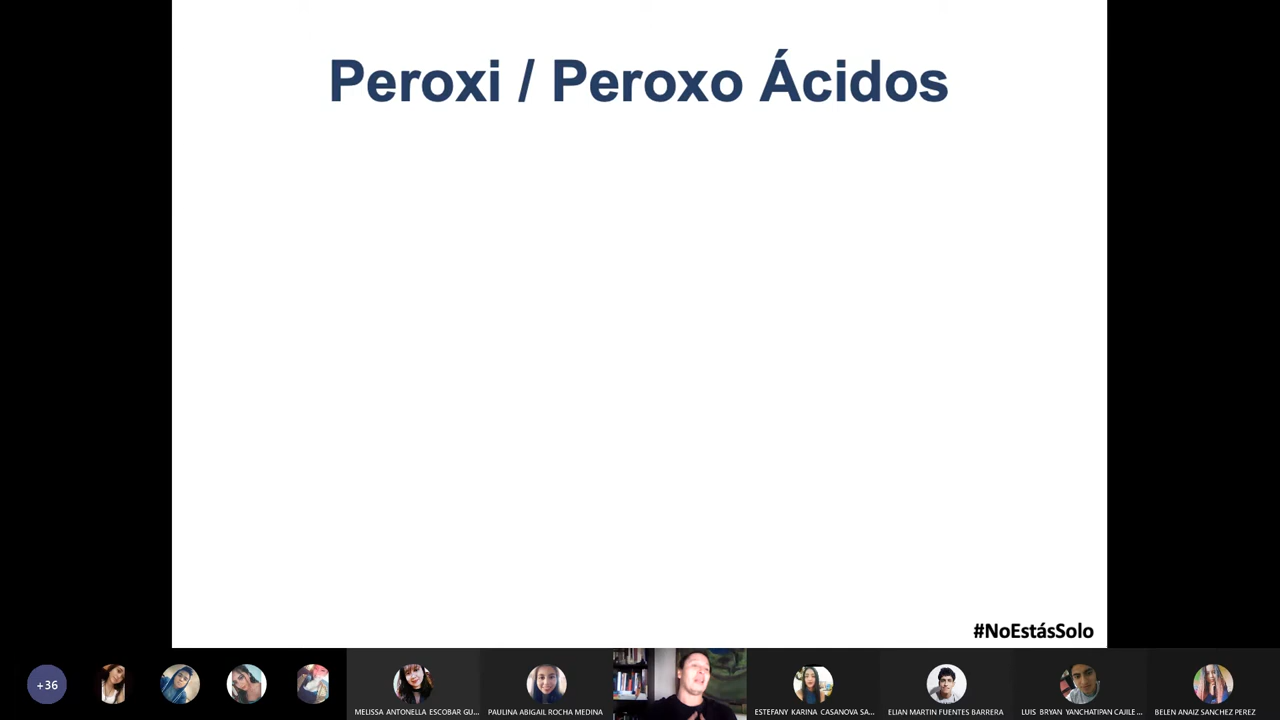 Peroxi / Peroxo Ácidos
#NoEstásSolo
+36
MELISSA ANTONELLA ESCOBAR GU...
PAULINA ABIGAIL ROCHA MEDINA
ESTEFANY KARINA CASANOVA SA...
ELIAN MARTIN FUENTES BARRERA
LUIS BRYAN YANCHATIPAN CAJILE ...
BELEN ANAIZ SANCHEZ PEREZ